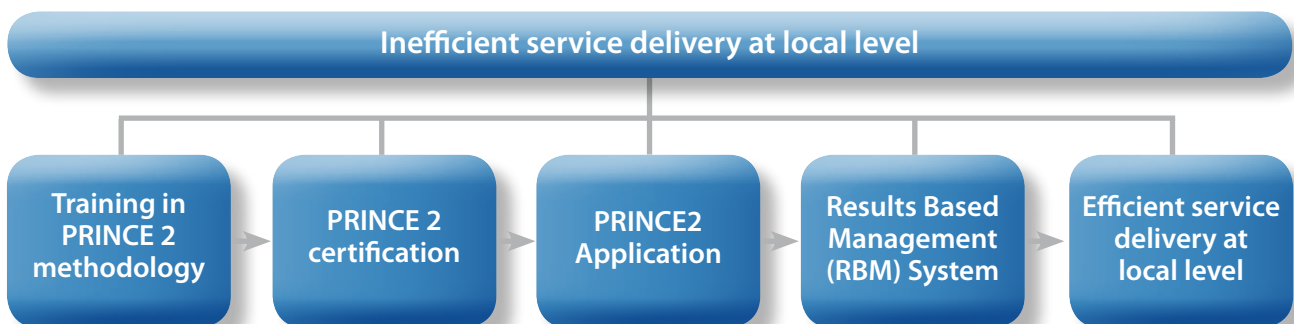 Inefficient service delivery at local level
Training in
PRINCE 2
methodology
PRINCE 2
certification
PRINCE2
Application
Results Based
Management
(RBM) System
Efficient service
delivery at
local level